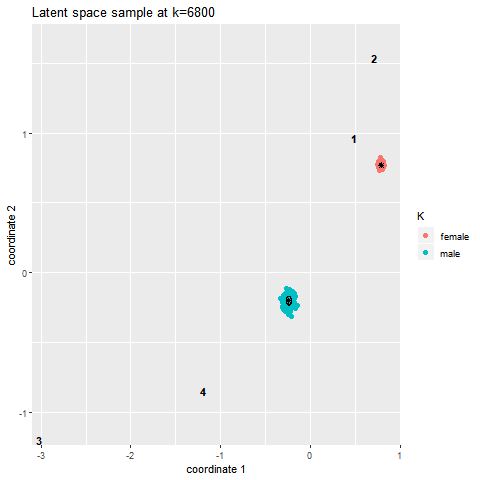 Latent space sample at k=6800
2
1
1
K
female
male
0
coordinate 2
4
-1
3
-3
-2
-1
0
1
coordinate 1